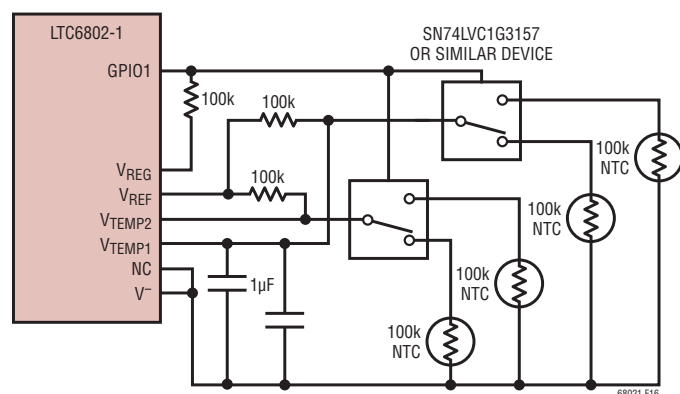 LTC6802-1
SN74LVC1G3157
OR SIMILAR DEVICE
GPIO1
100k
100k
VREG
VREF
100k
VTEMP2
VTEMP1
NC
V–
1µF
100k
NTC
100k
NTC
100k
NTC
100k
NTC
68021 F16